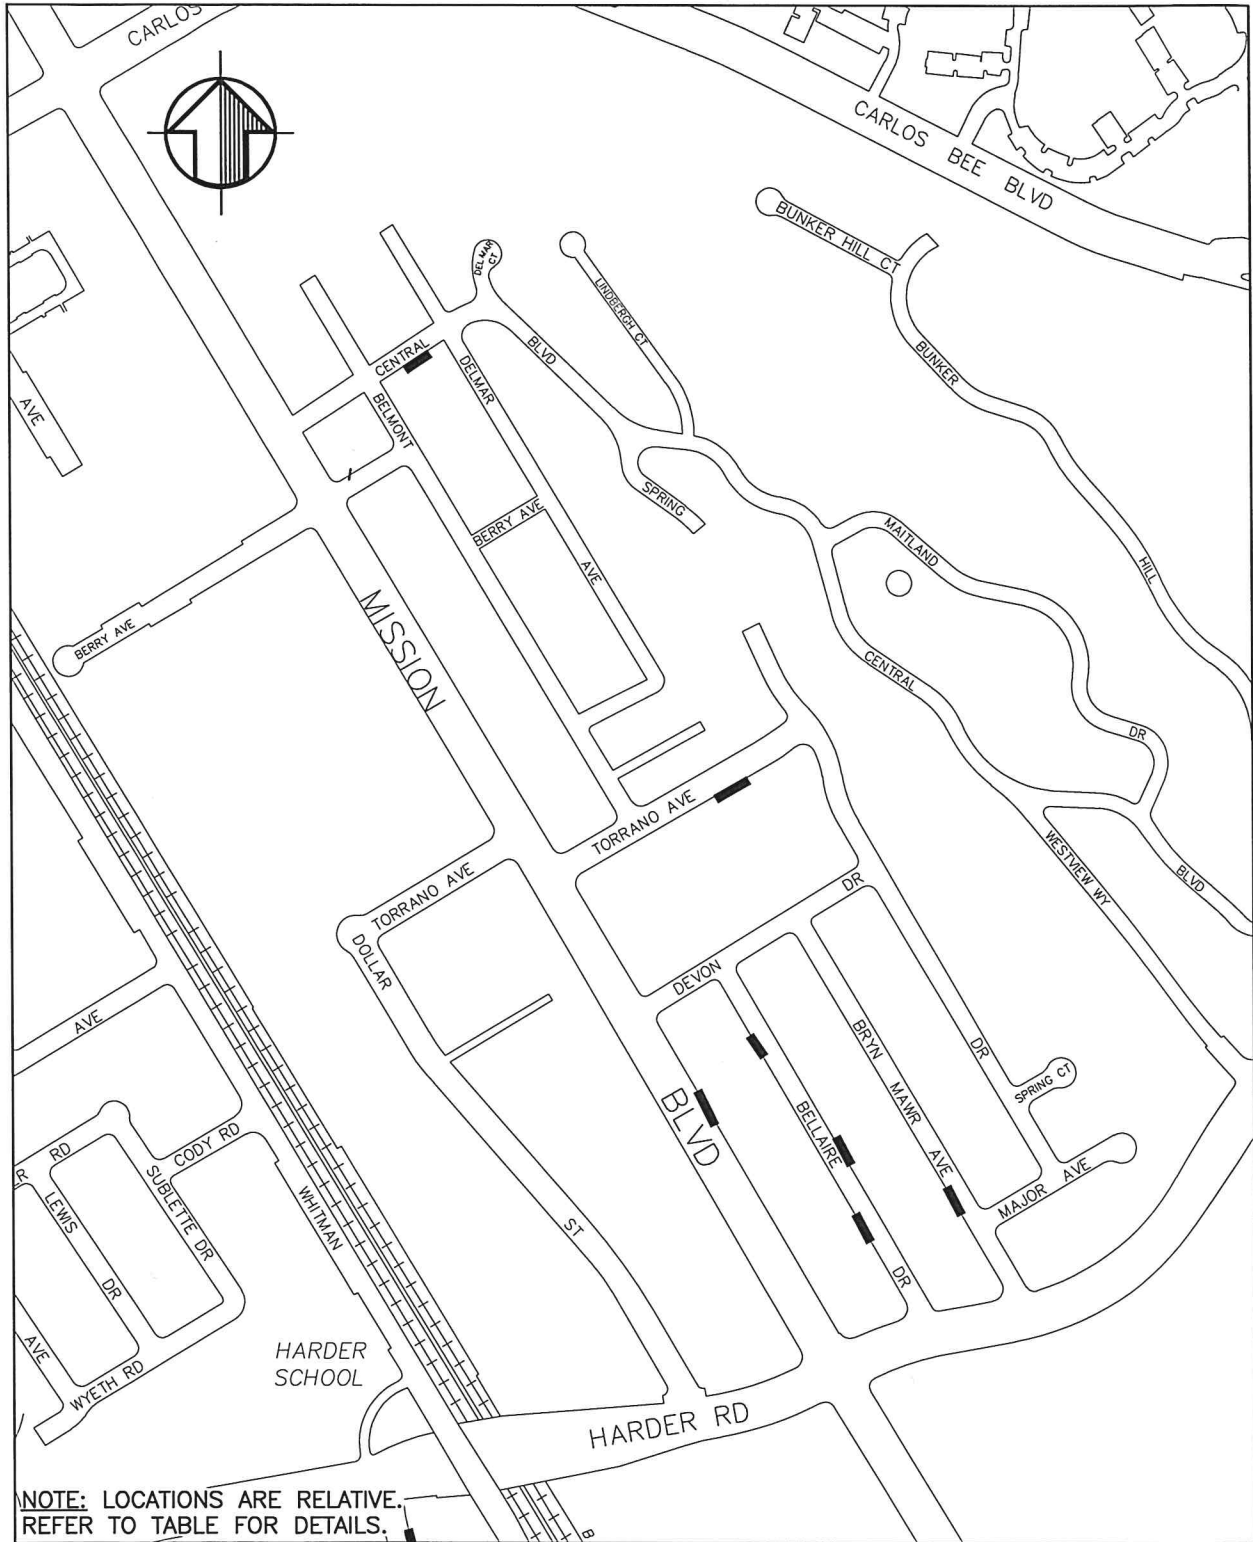 CARLOS
CARLOS BEE BLVD
BUNKER HILL CT
DELMAR
CT
LINDBERGH CT
CENTRAL
BLVD
DELMAR
BUNKER
AVE
BELMONT
SPRING
BERRY AVE
MAITLAND
AVE
HILL
MISSION
BERRY AVE
CENTRAL
DR
TORRANO AVE
WESTVIEW WY
BLVD
TORRANO AVE
DR
DOLLAR
DEVON
AVE
BRYN MAWR AVE
DR
SPRING CT
BLVD
BELLAIRE
R RD
CODY RD
SUBLETTE DR
LEWIS
DR
WHITMAN
MAJOR AVE
ST
DR
AVE
WYETH RD
HARDER
SCHOOL
HARDER RD
NOTE: LOCATIONS ARE RELATIVE.
REFER TO TABLE FOR DETAILS.
B